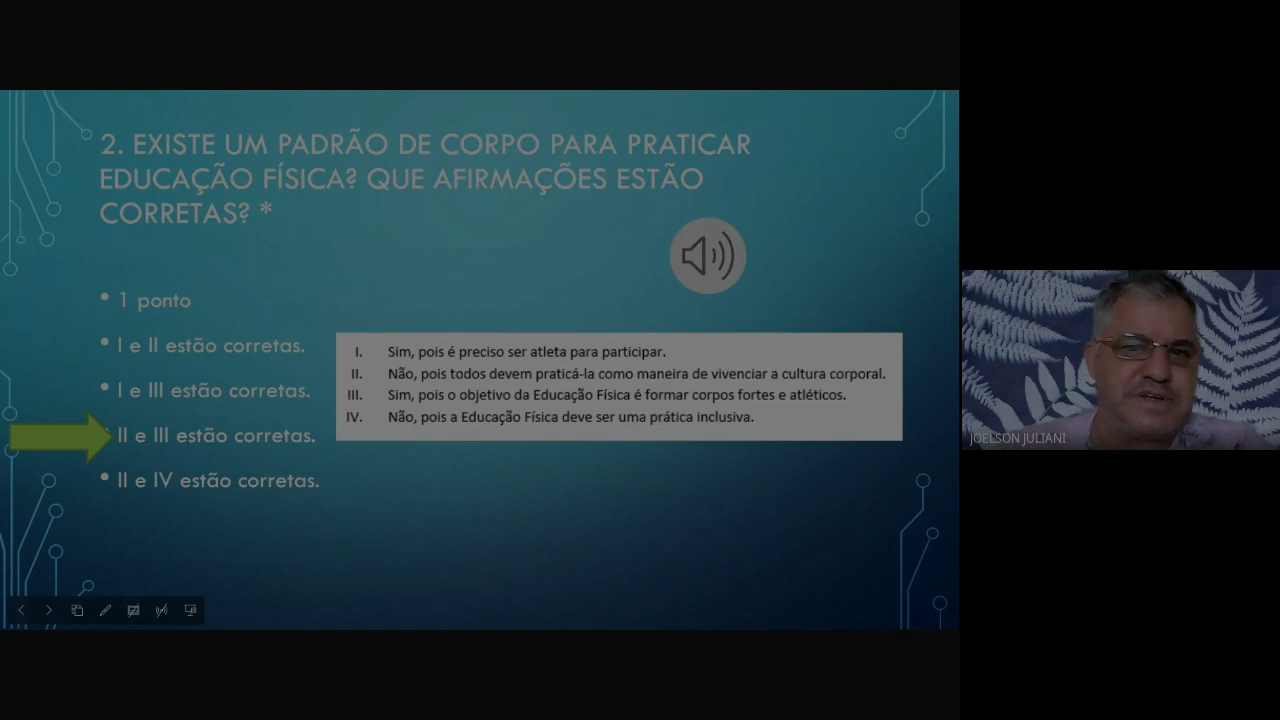 2. EXISTE UM PADRÃO DE CORPO PARA PRATICAR
EDUCAÇÃO FÍSICA? QUE AFIRMAÇÕES ESTÃO
CORRETAS? *
• 1 ponto
• I e II estão corretas.
• I e III estão corretas.
II e III estão corretas.
• II e IV estão corretas.
I. Sim, pois é preciso ser atleta para participar.
II. Não, pois todos devem praticá-la como maneira de vivenciar a cultura corporal.
III. Sim, pois o objetivo da Educação Física é formar corpos fortes e atléticos.
IV. Não, pois a Educação Física deve ser uma prática inclusiva.
JOELSON JULIANI